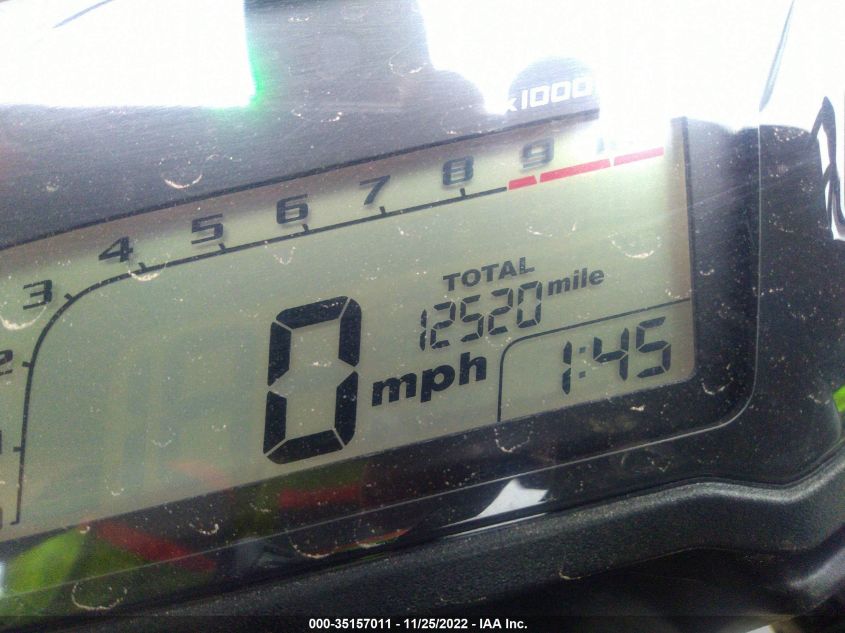 x1000
3 4 5 6 7 8 9
TOTAL
12520 mile
0 mph
1:45
000-35157011 - 11/25/2022 - IAA Inc.